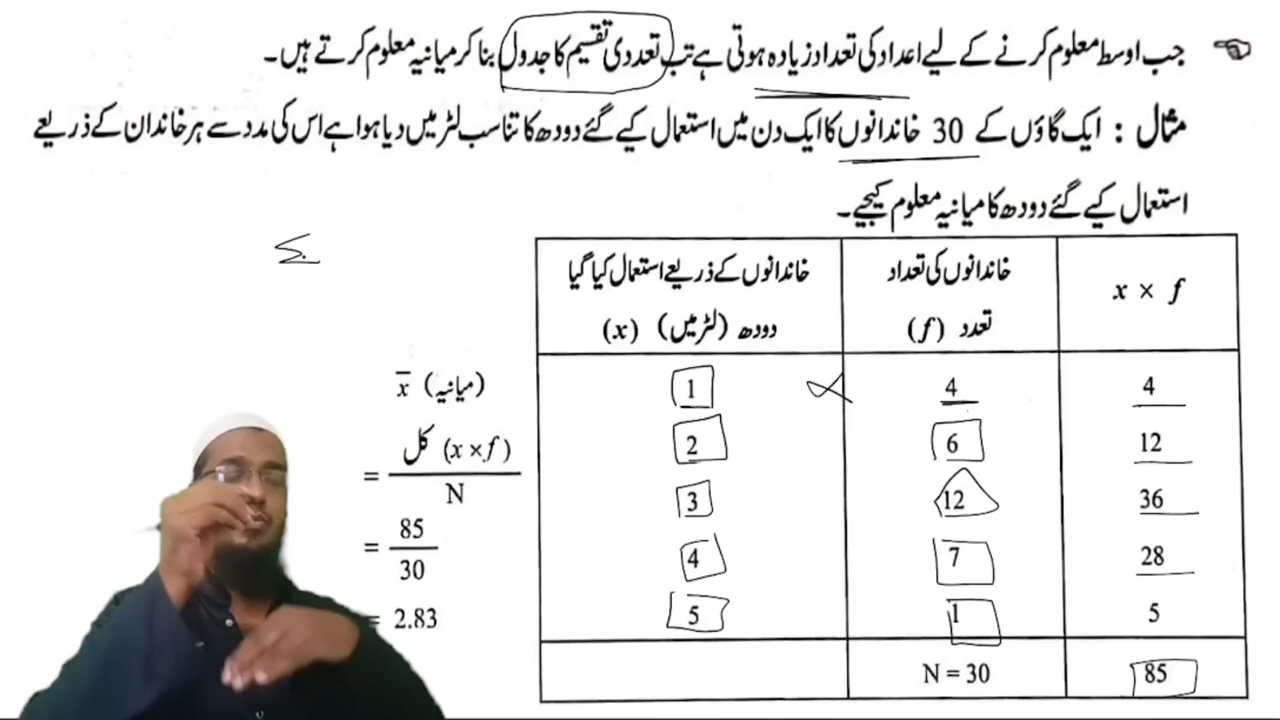 جب اوسط معلوم کرنے کے لیے اعداد کی تعداد زیادہ ہوتی ہے تب تعددی تقسیم کا جدول بنا کر میانیہ معلوم کرتے ہیں۔
مثال : ایک گاؤں کے 30 خاندانوں کا ایک دن میں استعمال کیے گئے دودھ کا تناسب لٹر میں دیا ہوا ہے اس کی مدد سے ہر خاندان کے ذریعے
استعمال کیے گئے دودھ کا میانیہ معلوم کیجیے۔
Σ
خاندانوں کے ذریعے استعمال کیا گیا دودھ (لٹر میں) (x) | خاندانوں کی تعداد تعدد (f) | x × f
1 | 4 | 4
2 | 6 | 12
3 | 12 | 36
4 | 7 | 28
5 | 1 | 5
N = 30 | 85
x̄ (میانیہ)
= کل (x × f) / N
= 85 / 30
= 2.83